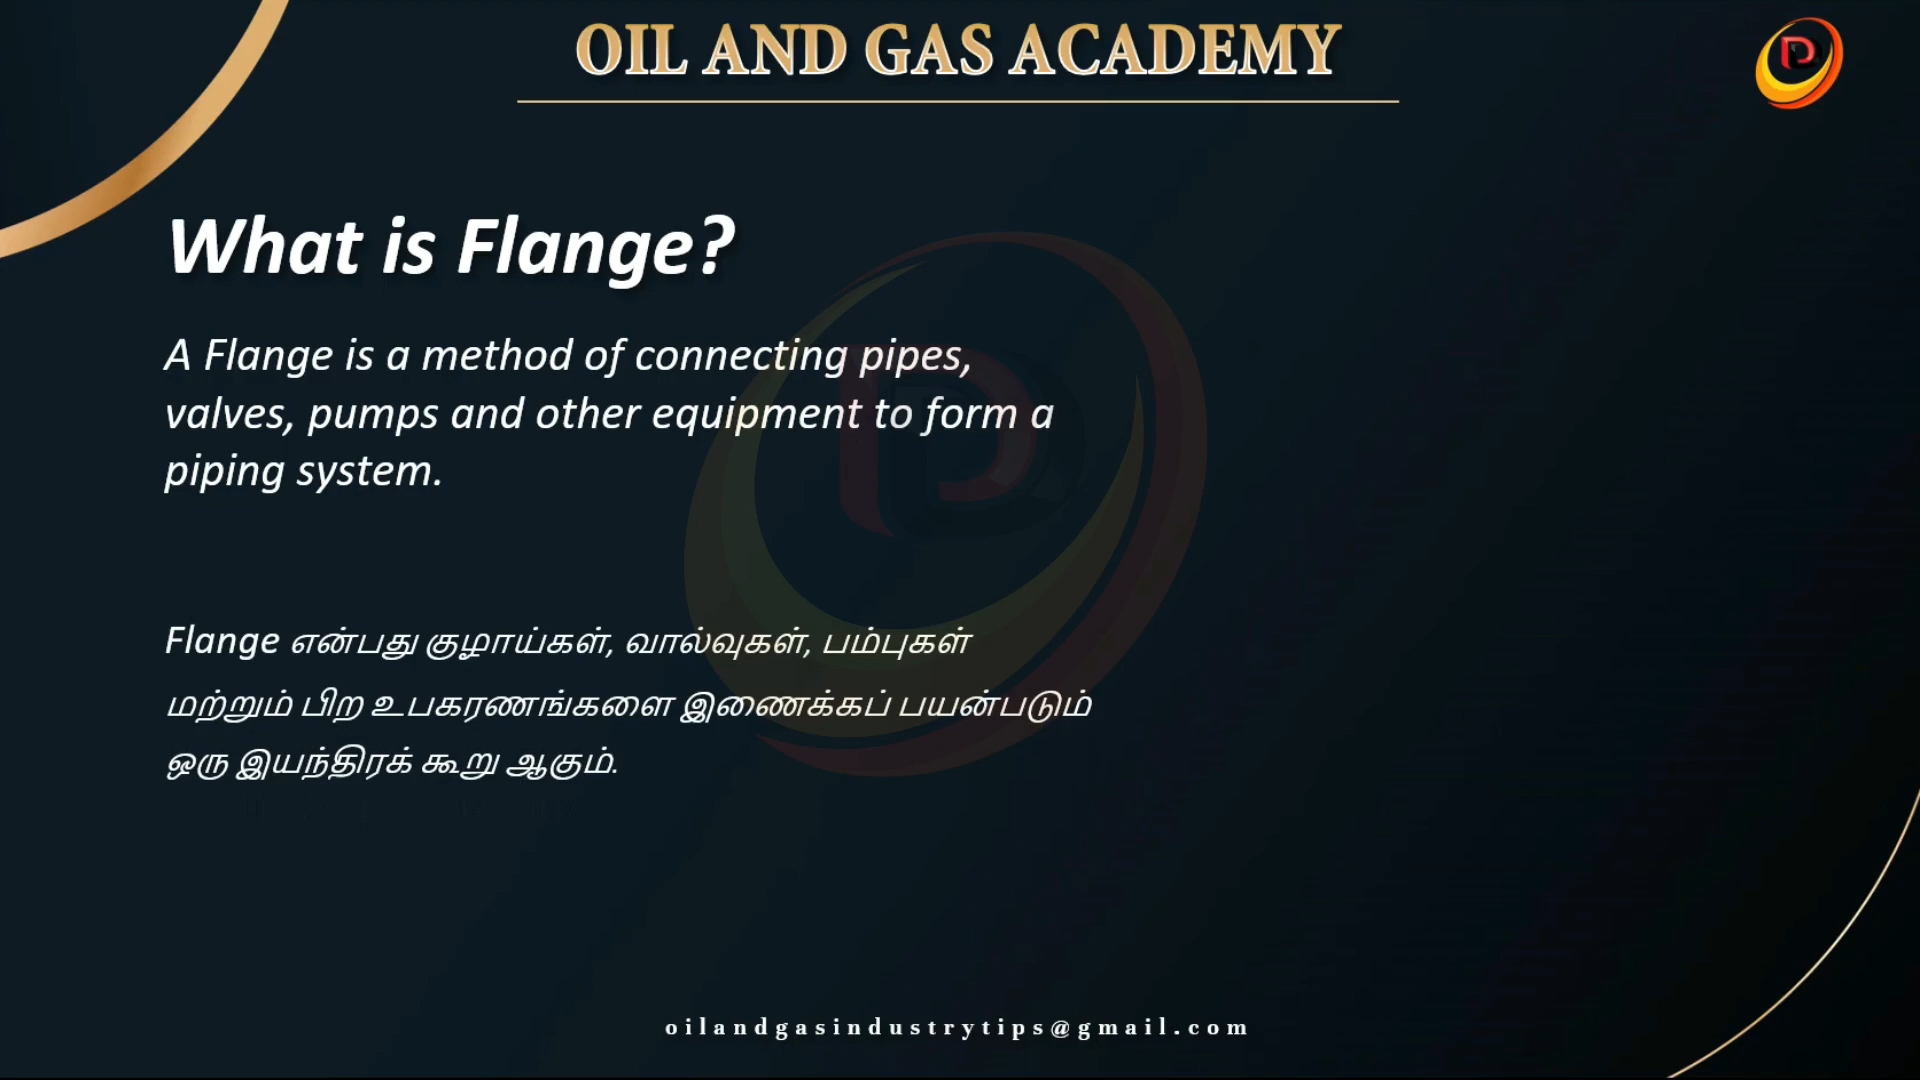 OIL AND GAS ACADEMY
What is Flange?
A Flange is a method of connecting pipes,
valves, pumps and other equipment to form a
piping system.
Flange என்பது குழாய்கள், வால்வுகள், பம்புகள்
மற்றும் பிற உபகரணங்களை இணைக்கப் பயன்படும்
ஒரு இயந்திரக் கூறு ஆகும்.
oilandgasindustrytips@gmail.com